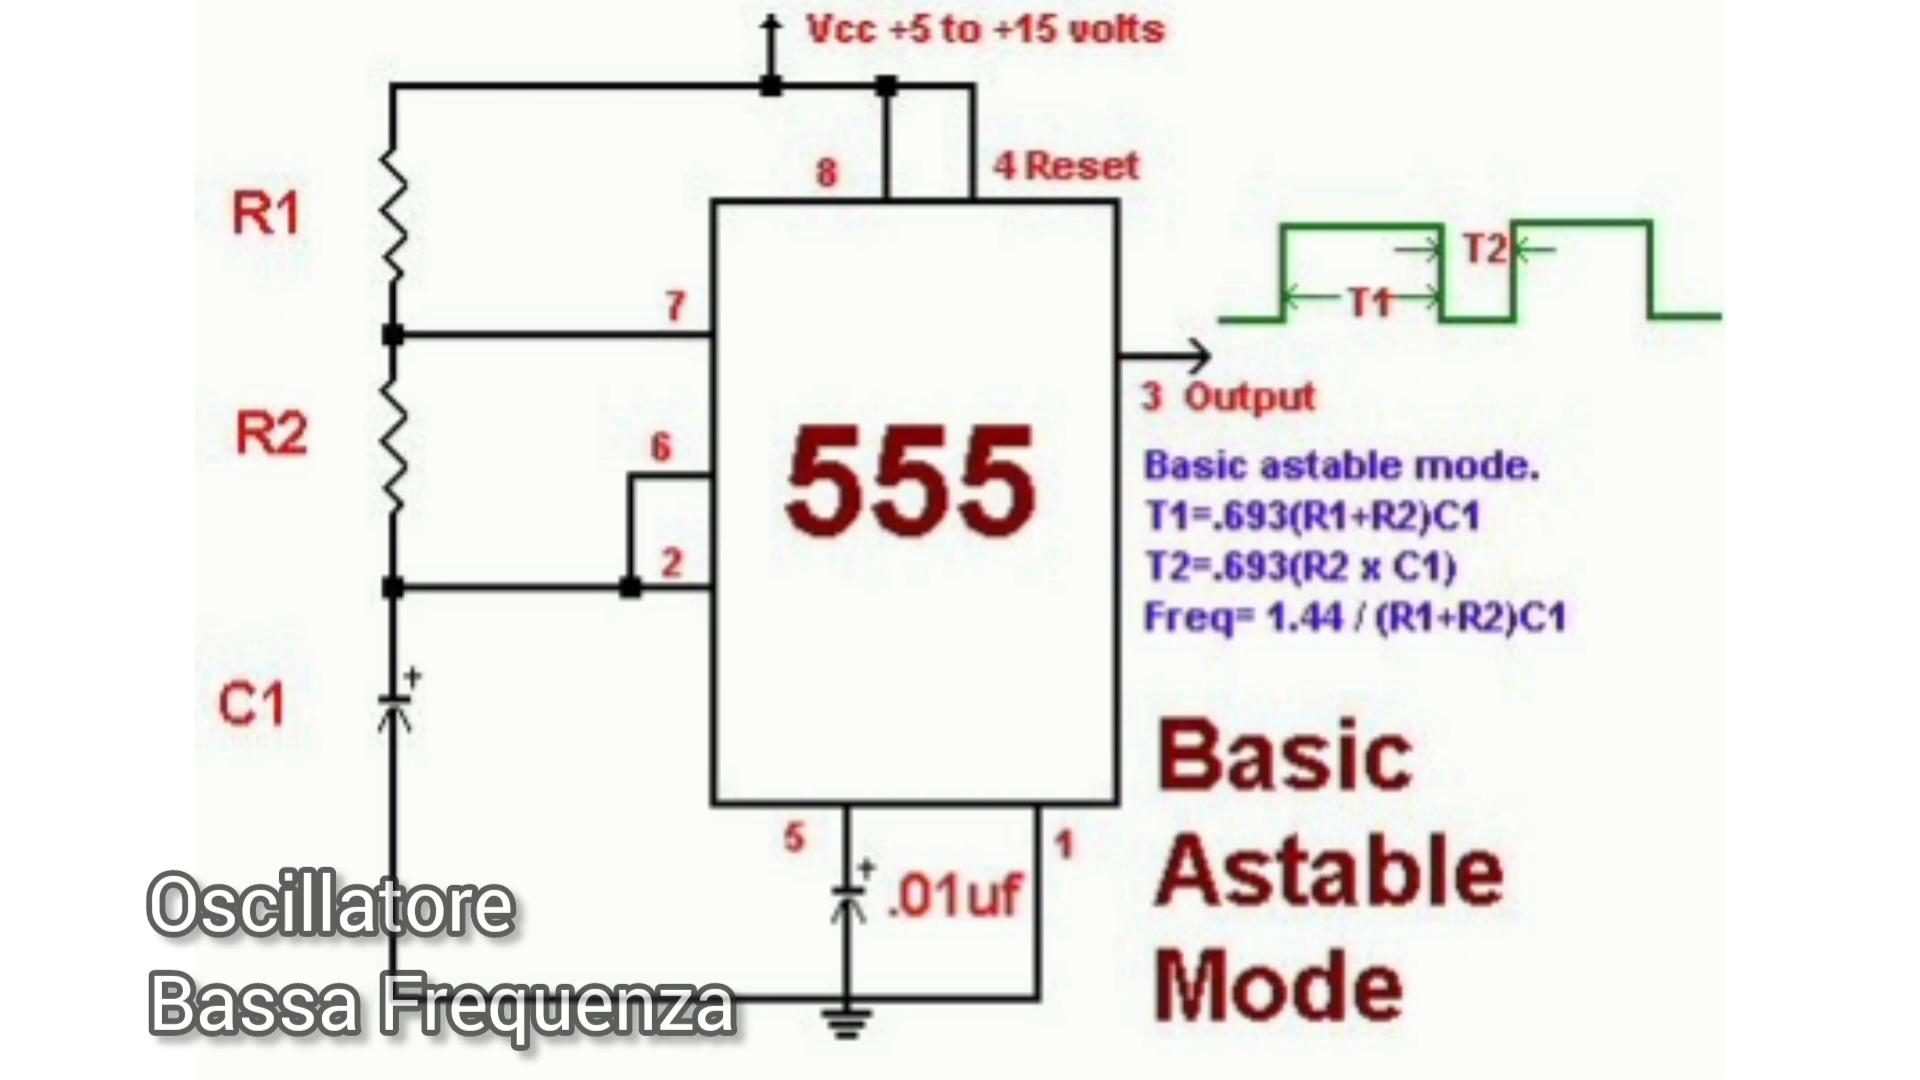 Vcc +5 to +15 volts
8
4 Reset
R1
7
T2
T1
3 Output
R2
6
555
Basic astable mode.
T1=.693(R1+R2)C1
2
T2=.693(R2 x C1)
Freq= 1.44 / (R1+R2)C1
+
C1
Basic
Astable
Mode
5
1
+
.01uf
Oscillatore
Bassa Frequenza